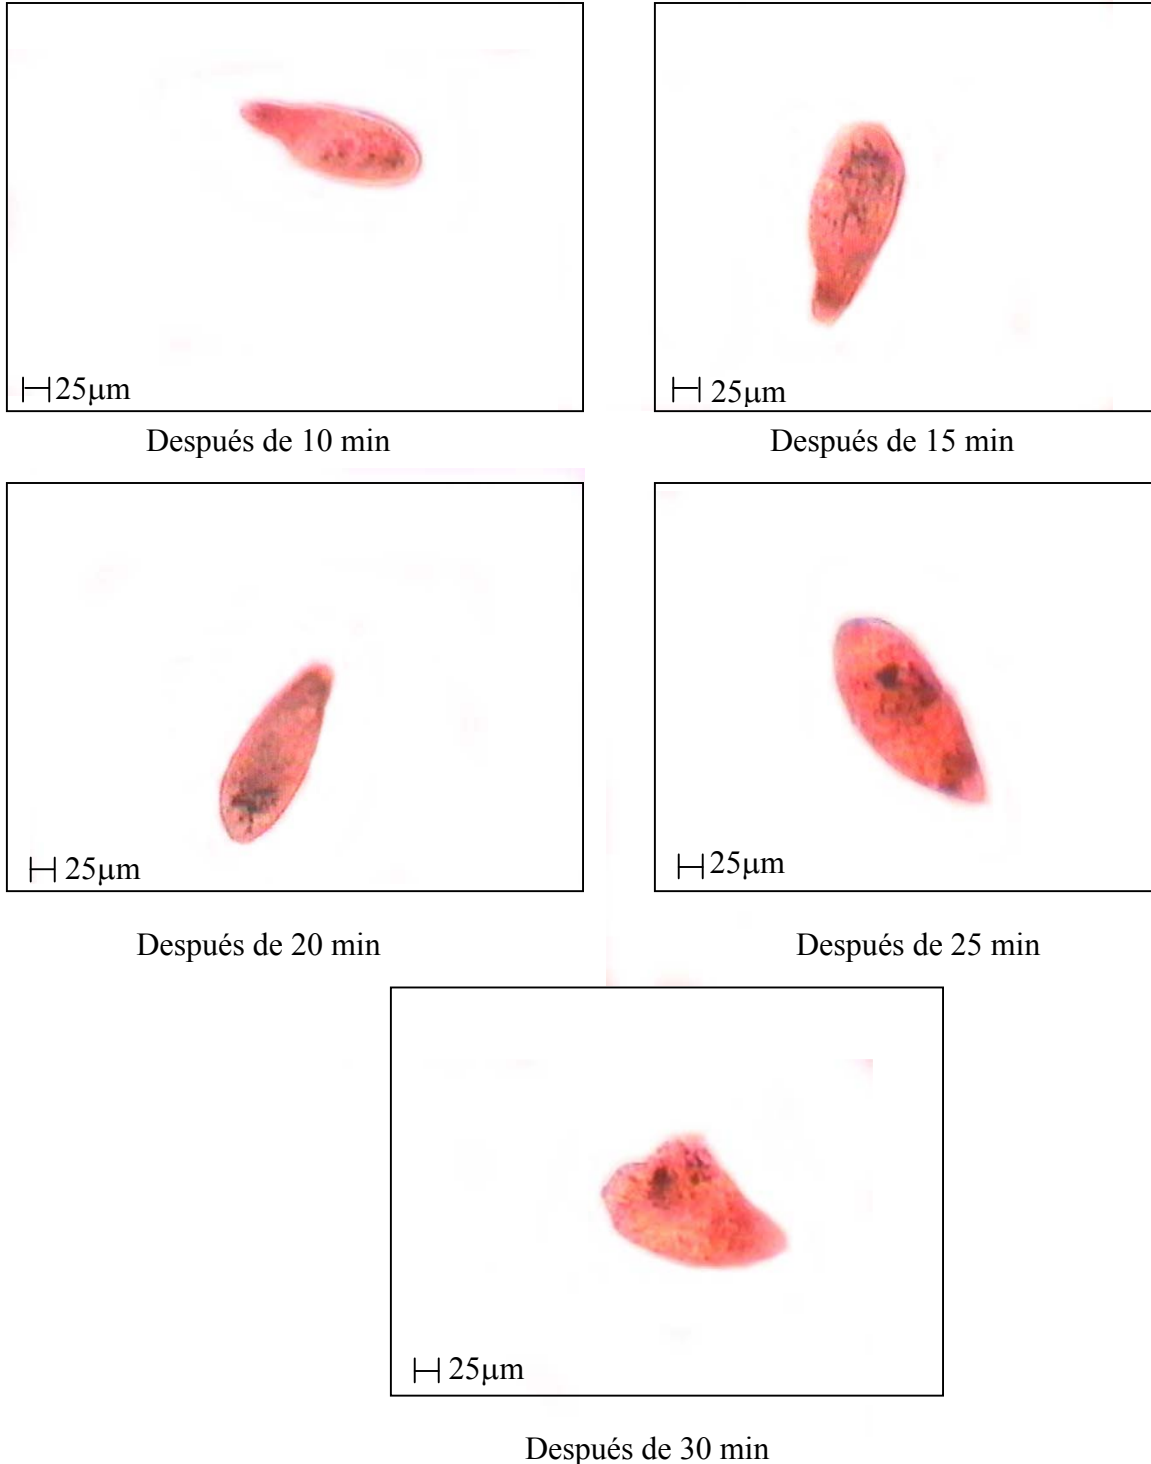 25μm
25μm
Después de 10 min
Después de 15 min
25μm
25μm
Después de 20 min
Después de 25 min
25μm
Después de 30 min